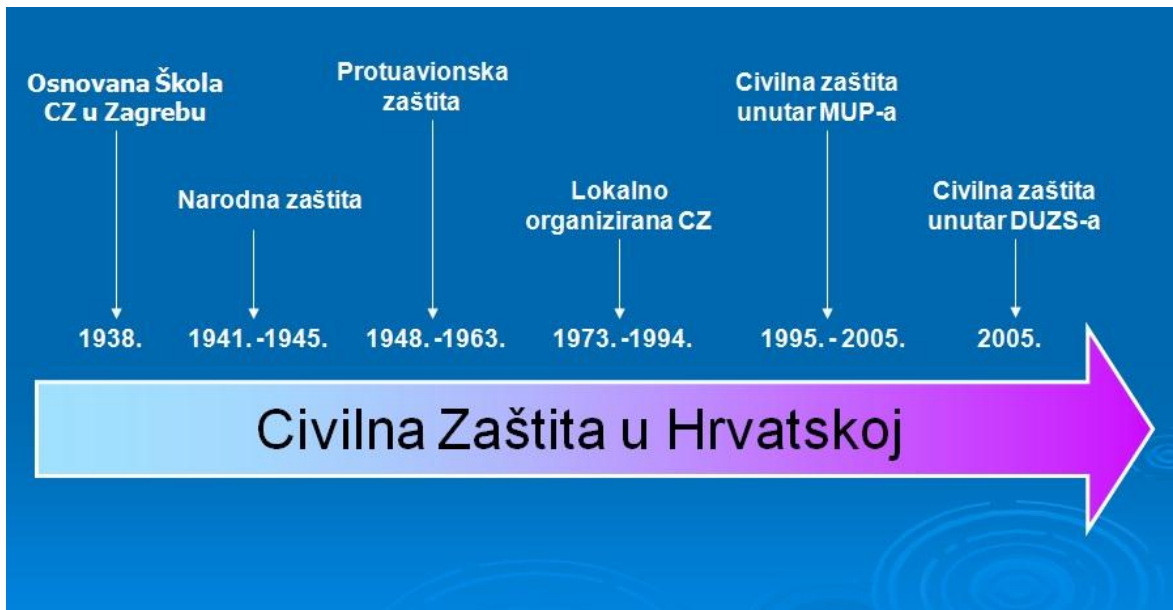 Osnovana Škola
CZ u Zagrebu
Narodna zaštita
Protuavionska
zaštita
Lokalno
organizirana CZ
Civilna zaštita
unutar MUP-a
Civilna zaštita
unutar DUZS-a
1938.
1941.-1945.
1948.-1963.
1973.-1994.
1995.- 2005.
2005.
Civilna Zaštita u Hrvatskoj